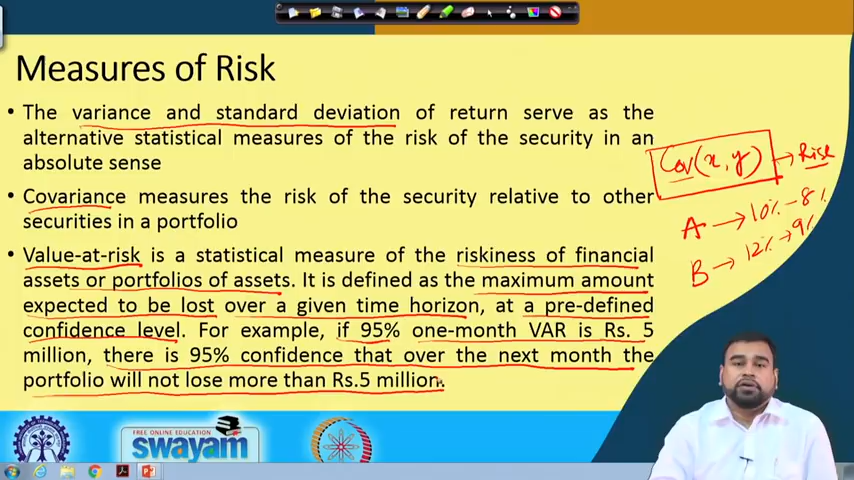 Measures of Risk
• The variance and standard deviation of return serve as the
alternative statistical measures of the risk of the security in an
absolute sense
• Covariance measures the risk of the security relative to other
securities in a portfolio
• Value-at-risk is a statistical measure of the riskiness of financial
assets or portfolios of assets. It is defined as the maximum amount
expected to be lost over a given time horizon, at a pre-defined
confidence level. For example, if 95% one-month VAR is Rs. 5
million, there is 95% confidence that over the next month the
portfolio will not lose more than Rs.5 million.
Cov(x,y) → Rise
A → 10% - 8%
B → 12% → 9%
FREE ONLINE EDUCATION
swayam